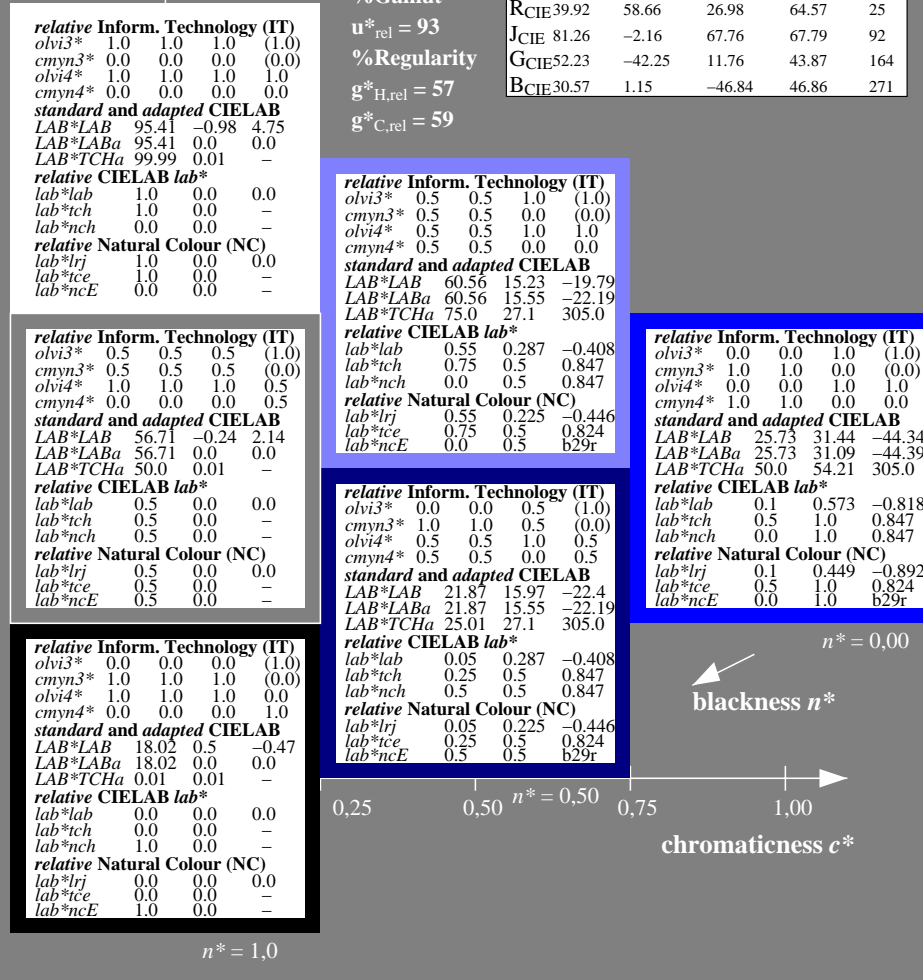 %Gamut
u*rel = 93
%Regularity
g*H,rel = 57
g*C,rel = 59
RCIE 39.92 58.66 26.98 64.57 25
JCIE 81.26 −2.16 67.76 67.79 92
GCIE 52.23 −42.25 11.76 43.87 164
BCIE 30.57 1.15 −46.84 46.86 271
relative Inform. Technology (IT)
olvi3* 1.0 1.0 1.0 (1.0)
cmyn3* 0.0 0.0 0.0 (0.0)
olvi4* 1.0 1.0 1.0 1.0
cmyn4* 0.0 0.0 0.0 0.0
standard and adapted CIELAB
LAB*LAB 95.41 −0.98 4.75
LAB*LABa 95.41 0.0 0.0
LAB*TCHa 99.99 0.01 –
relative CIELAB lab*
lab*lab 1.0 0.0 0.0
lab*tch 1.0 0.0 –
lab*nch 0.0 0.0 –
relative Natural Colour (NC)
lab*lrj 1.0 0.0 0.0
lab*tce 1.0 0.0 –
lab*ncE 0.0 0.0 –
relative Inform. Technology (IT)
olvi3* 0.5 0.5 1.0 (1.0)
cmyn3* 0.5 0.5 0.0 (0.0)
olvi4* 0.5 0.5 1.0 1.0
cmyn4* 0.5 0.5 0.0 0.0
standard and adapted CIELAB
LAB*LAB 60.56 15.23 −19.79
LAB*LABa 60.56 15.55 −22.19
LAB*TCHa 75.0 27.1 305.0
relative CIELAB lab*
lab*lab 0.55 0.287 −0.408
lab*tch 0.75 0.5 0.847
lab*nch 0.0 0.5 0.847
relative Natural Colour (NC)
lab*lrj 0.55 0.225 −0.446
lab*tce 0.75 0.5 0.824
lab*ncE 0.0 0.5 b29r
relative Inform. Technology (IT)
olvi3* 0.5 0.5 0.5 (1.0)
cmyn3* 0.5 0.5 0.5 (0.0)
olvi4* 1.0 1.0 1.0 0.5
cmyn4* 0.0 0.0 0.0 0.5
standard and adapted CIELAB
LAB*LAB 56.71 −0.24 2.14
LAB*LABa 56.71 0.0 0.0
LAB*TCHa 50.0 0.01 –
relative CIELAB lab*
lab*lab 0.5 0.0 0.0
lab*tch 0.5 0.0 –
lab*nch 0.5 0.0 –
relative Natural Colour (NC)
lab*lrj 0.5 0.0 0.0
lab*tce 0.5 0.0 –
lab*ncE 0.5 0.0 –
relative Inform. Technology (IT)
olvi3* 0.0 0.0 1.0 (1.0)
cmyn3* 1.0 1.0 0.0 (0.0)
olvi4* 0.0 0.0 1.0 1.0
cmyn4* 1.0 1.0 0.0 0.0
standard and adapted CIELAB
LAB*LAB 25.73 31.44 −44.34
LAB*LABa 25.73 31.09 −44.39
LAB*TCHa 50.0 54.21 305.0
relative CIELAB lab*
lab*lab 0.1 0.573 −0.818
lab*tch 0.5 1.0 0.847
lab*nch 0.0 1.0 0.847
relative Natural Colour (NC)
lab*lrj 0.1 0.449 −0.892
lab*tce 0.5 1.0 0.824
lab*ncE 0.0 1.0 b29r
n* = 0,00
relative Inform. Technology (IT)
olvi3* 0.0 0.0 0.5 (1.0)
cmyn3* 1.0 1.0 0.5 (0.0)
olvi4* 0.5 0.5 1.0 0.5
cmyn4* 0.5 0.5 0.0 0.5
standard and adapted CIELAB
LAB*LAB 21.87 15.97 −22.4
LAB*LABa 21.87 15.55 −22.19
LAB*TCHa 25.01 27.1 305.0
relative CIELAB lab*
lab*lab 0.05 0.287 −0.408
lab*tch 0.25 0.5 0.847
lab*nch 0.5 0.5 0.847
relative Natural Colour (NC)
lab*lrj 0.05 0.225 −0.446
lab*tce 0.25 0.5 0.824
lab*ncE 0.5 0.5 b29r
blackness n*
relative Inform. Technology (IT)
olvi3* 0.0 0.0 0.0 (1.0)
cmyn3* 1.0 1.0 1.0 (0.0)
olvi4* 1.0 1.0 1.0 0.0
cmyn4* 0.0 0.0 0.0 1.0
standard and adapted CIELAB
LAB*LAB 18.02 0.5 −0.47
LAB*LABa 18.02 0.0 0.0
LAB*TCHa 0.01 0.01 –
relative CIELAB lab*
lab*lab 0.0 0.0 0.0
lab*tch 0.0 0.0 –
lab*nch 1.0 0.0 –
relative Natural Colour (NC)
lab*lrj 0.0 0.0 0.0
lab*tce 0.0 0.0 –
lab*ncE 1.0 0.0 –
0,25 0,50 n* = 0,50 0,75 1,00
chromaticness c*
n* = 1,0